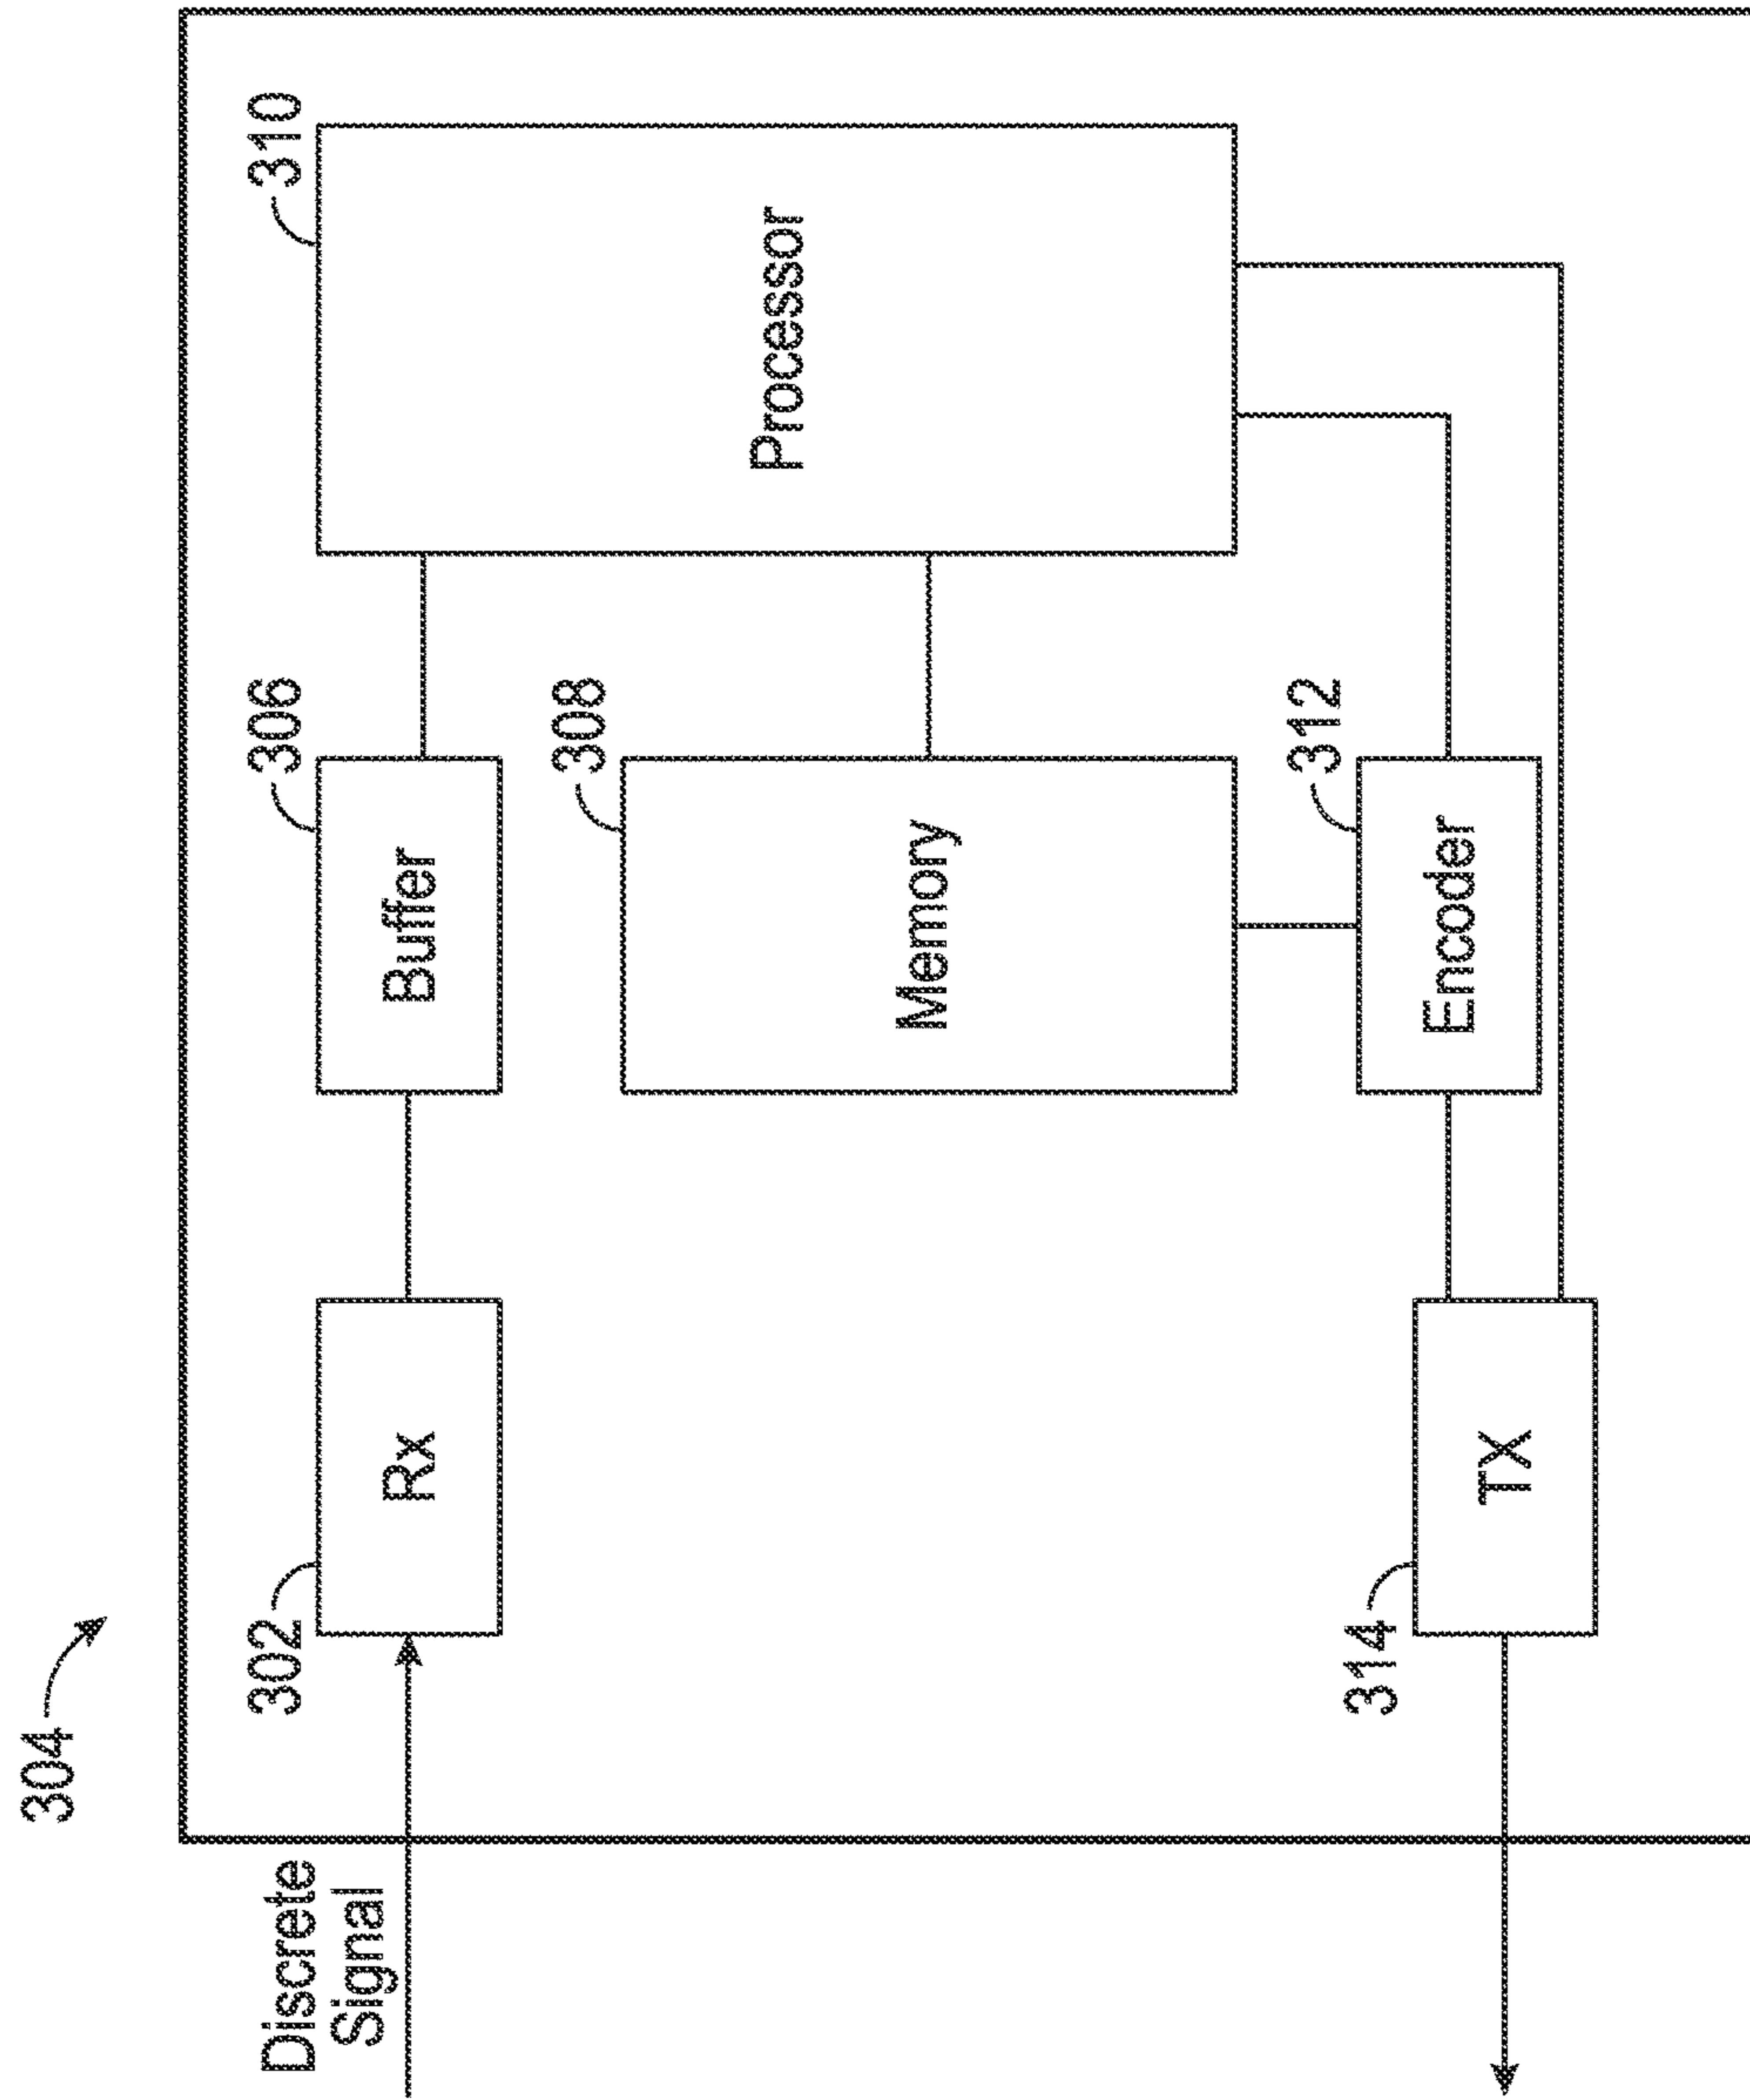 304
Discrete
Signal
302
Rx
306
Buffer
310
Processor
308
Memory
312
Encoder
314
TX